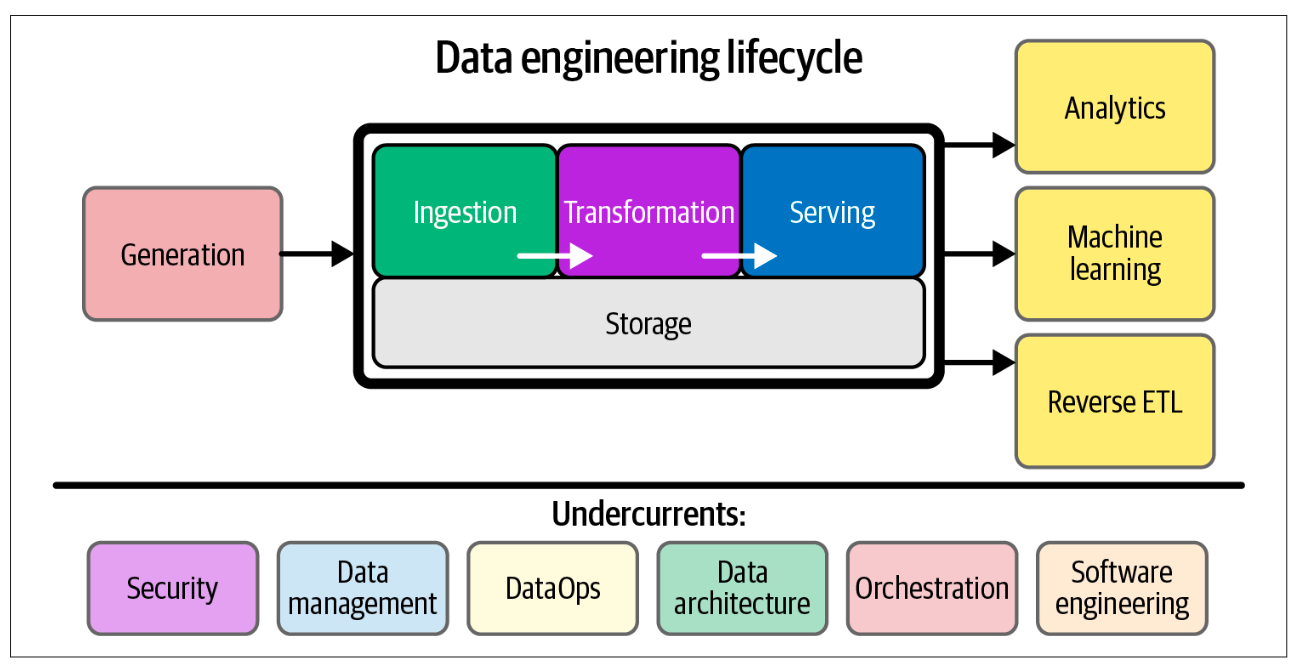 Data engineering lifecycle
Generation
Ingestion
Transformation
Serving
Storage
Analytics
Machine
learning
Reverse ETL
Undercurrents:
Security
Data
management
DataOps
Data
architecture
Orchestration
Software
engineering